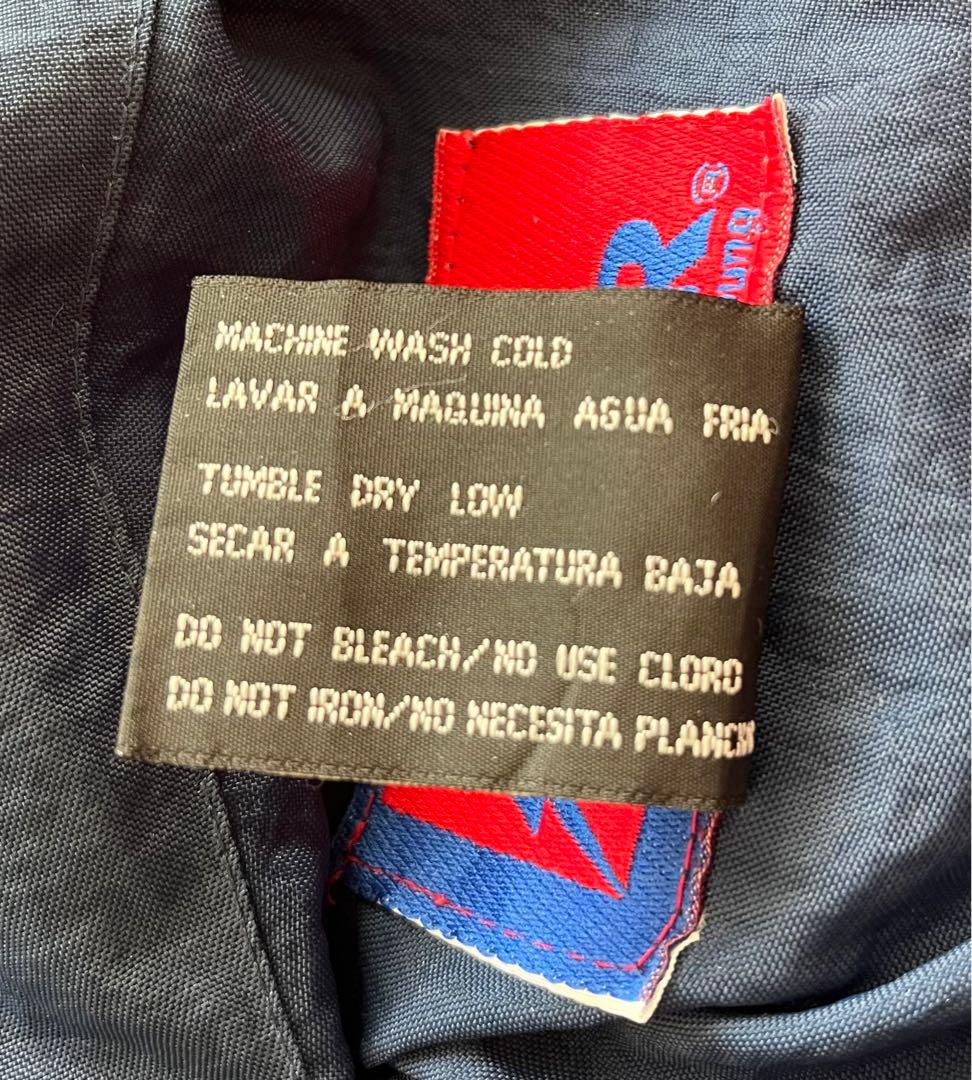 R®
MACHINE WASH COLD
LAVAR A MAQUINA AGUA FRIA
TUMBLE DRY LOW
SECAR A TEMPERATURA BAJA
DO NOT BLEACH/NO USE CLORO
DO NOT IRON/NO NECESITA PLANCH